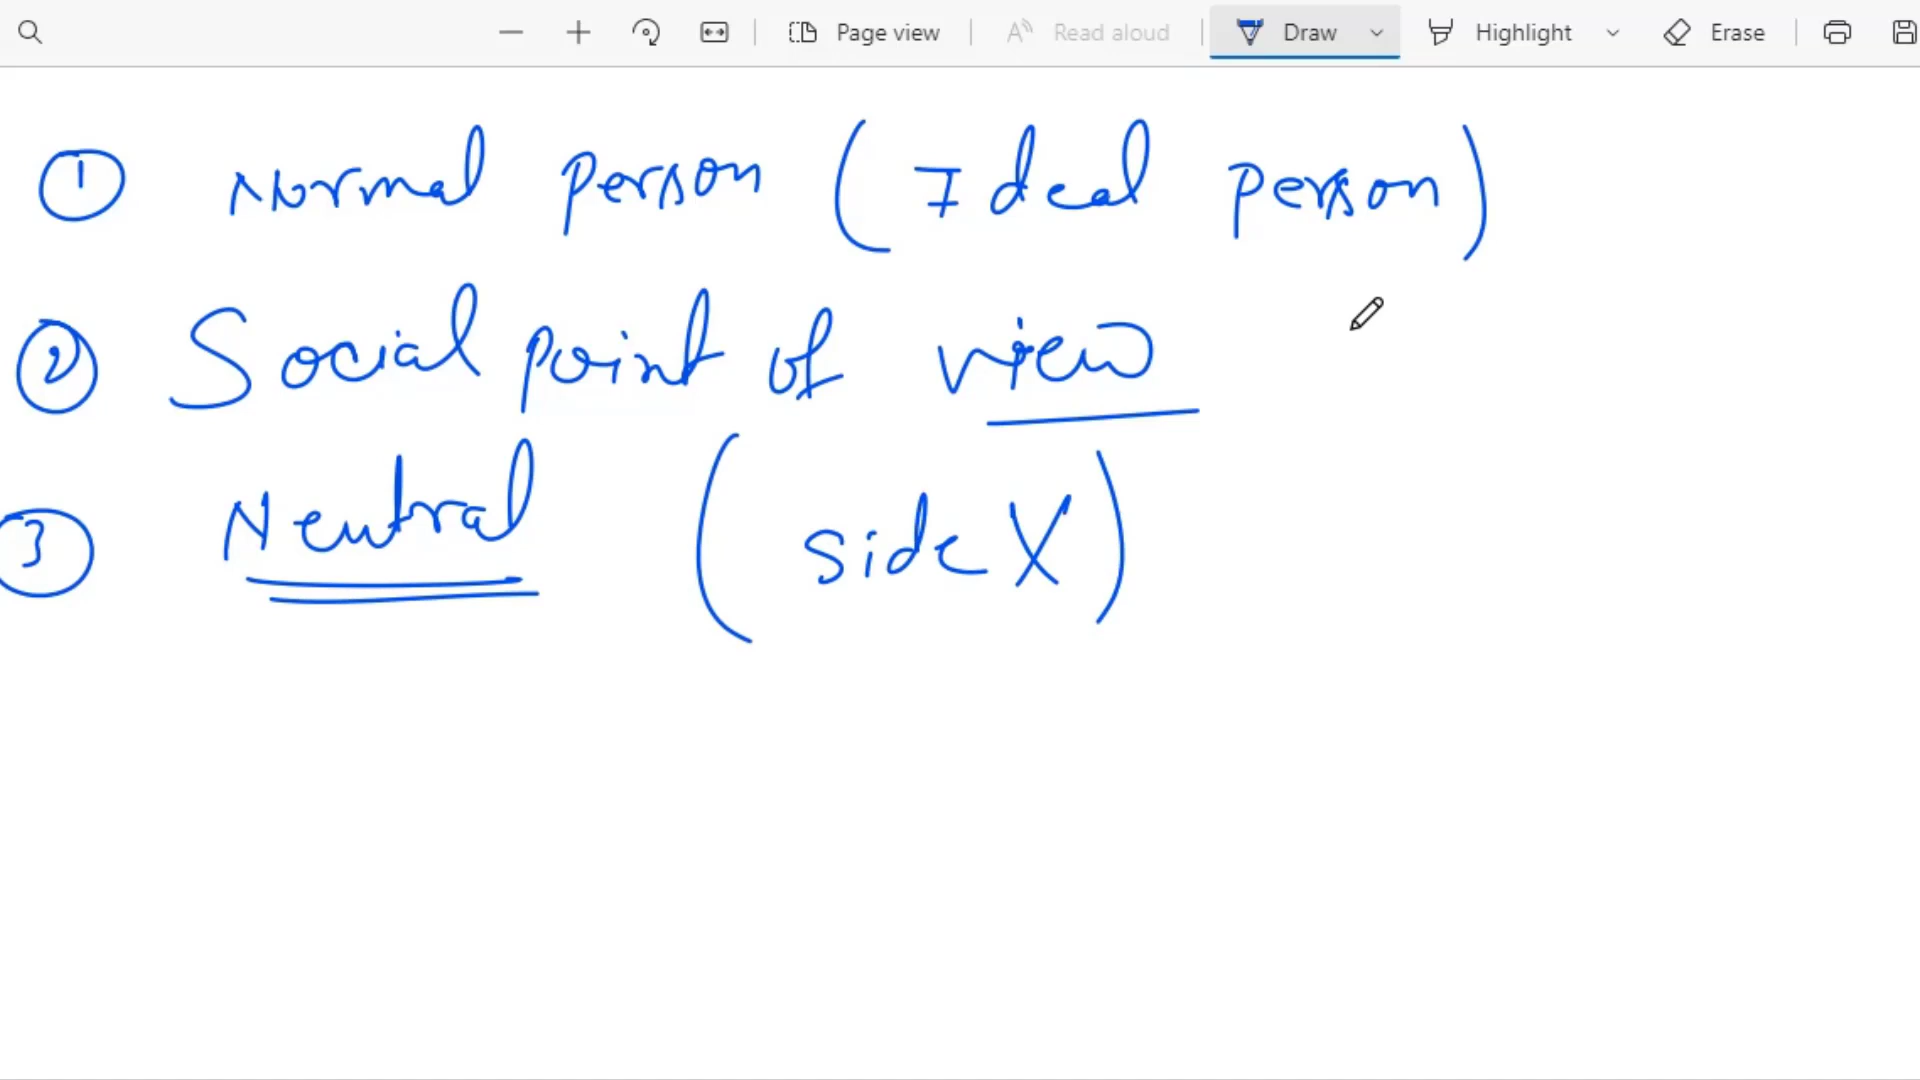 Page view Read aloud Draw Highlight Erase
① Normal person (Ideal person)
② Social point of view
③ Neutral (side X)